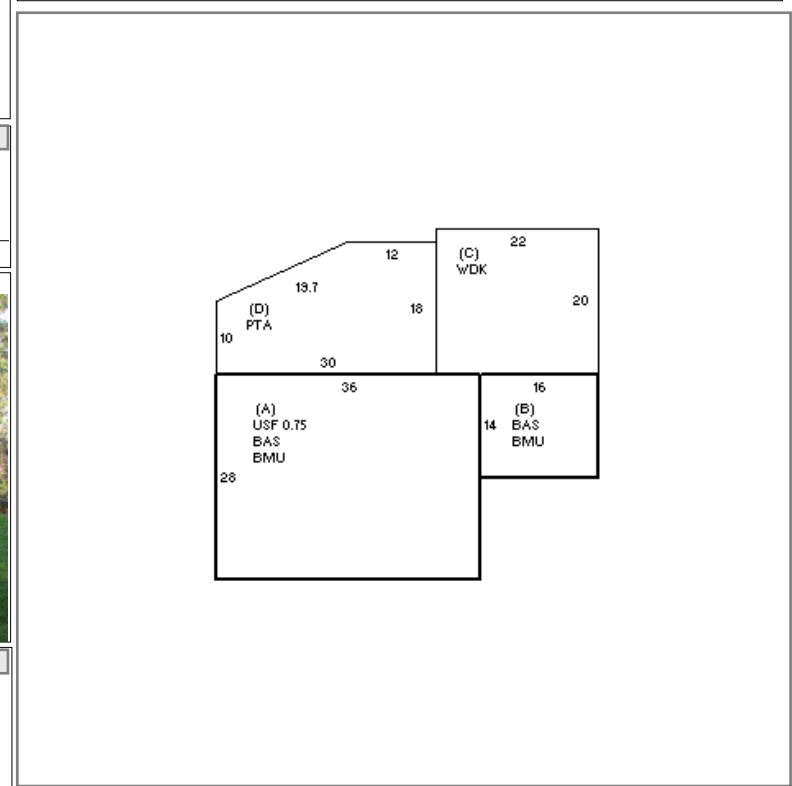 22
(C)
WDK
20
12
19.7
18
(D)
PTA
10
30
36
(A)
USF 0.75
BAS
BMU
28
16
14
(B)
BAS
BMU